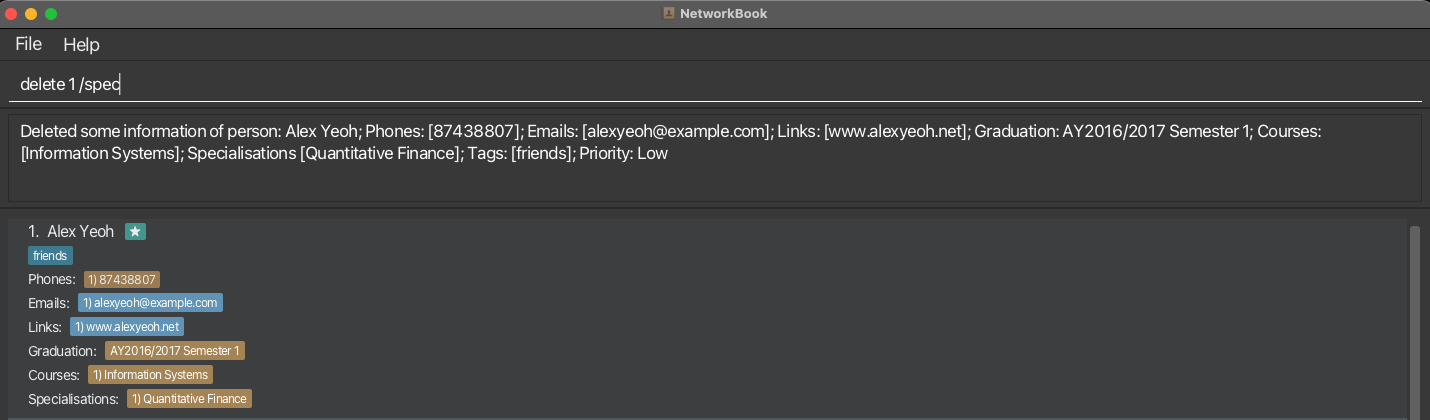 NetworkBook
File Help
delete 1 /spec
Deleted some information of person: Alex Yeoh; Phones: [87438807]; Emails: [alexyeoh@example.com]; Links: [www.alexyeoh.net]; Graduation: AY2016/2017 Semester 1; Courses:
[Information Systems]; Specialisations [Quantitative Finance]; Tags: [friends]; Priority: Low
1. Alex Yeoh
friends
Phones: 1) 87438807
Emails: 1) alexyeoh@example.com
Links: 1) www.alexyeoh.net
Graduation: AY2016/2017 Semester 1
Courses: 1) Information Systems
Specialisations: 1) Quantitative Finance